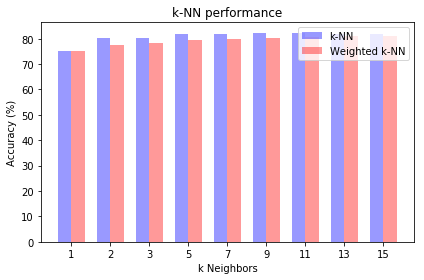 k-NN performance
k-NN
Weighted k-NN
Accuracy (%)
80
70
60
50
40
30
20
10
0
1 2 3 5 7 9 11 13 15
k Neighbors